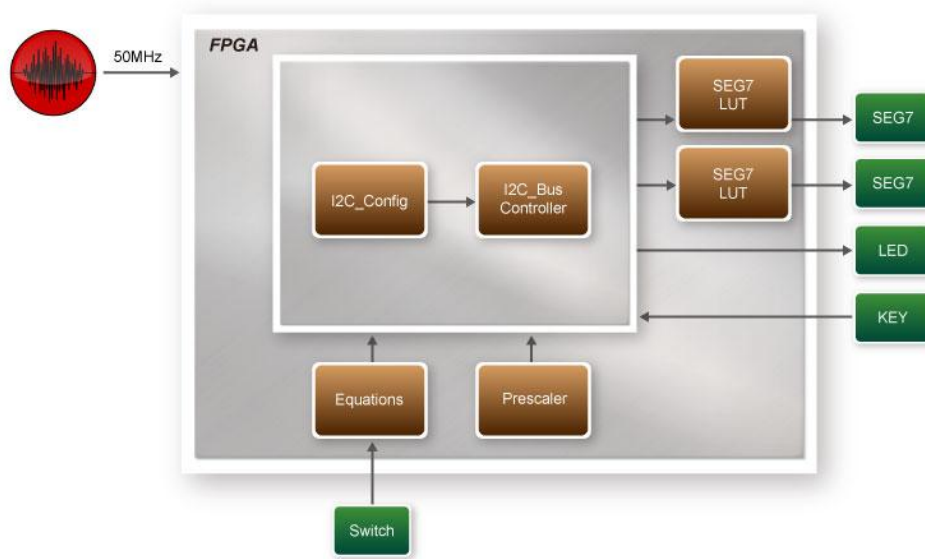 FPGA
50MHz
SEG7
LUT
SEG7
SEG7
LUT
SEG7
I2C_Config
I2C_Bus
Controller
LED
KEY
Equations
Prescaler
Switch